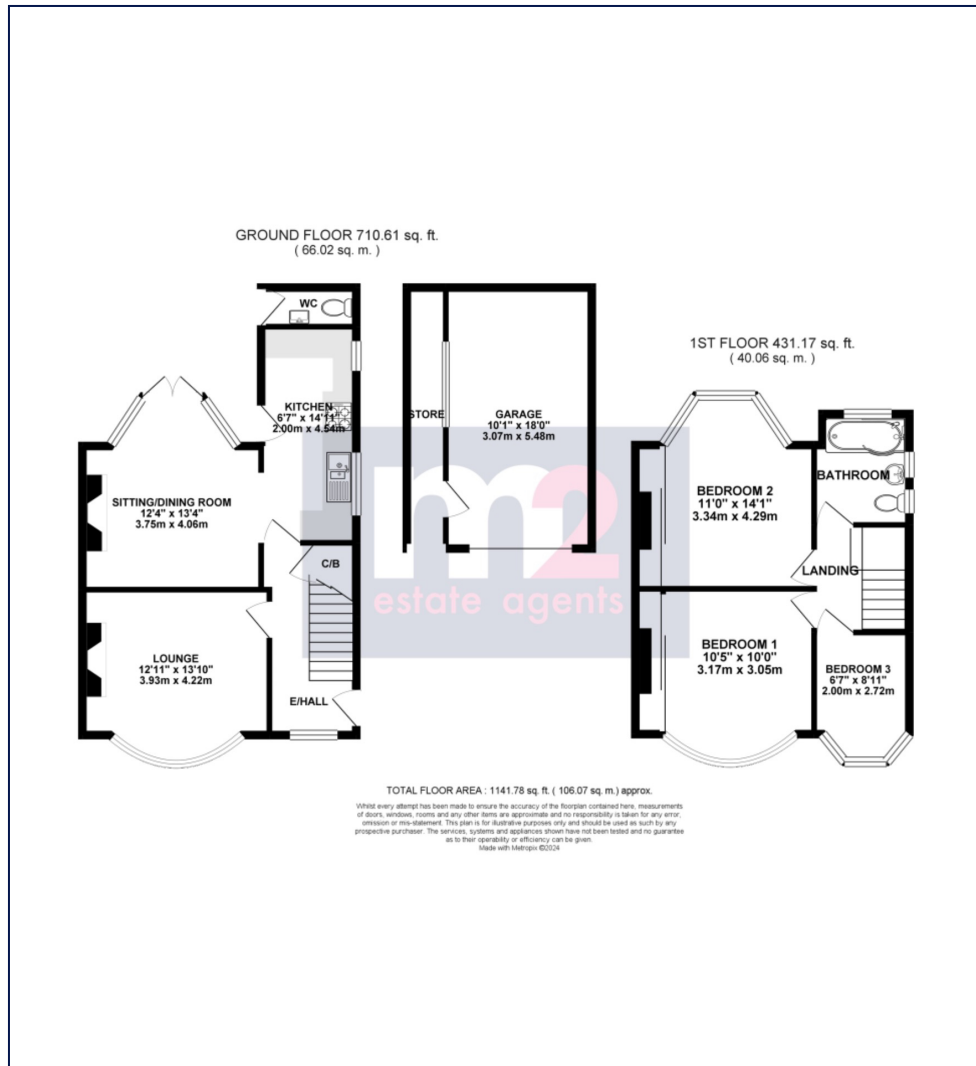 GROUND FLOOR 710.61 sq. ft.
( 66.02 sq. m. )
WC
KITCHEN
6'7" x 14'11"
2.00m x 4.54m
SITTING/DINING ROOM
12'4" x 13'4"
3.75m x 4.06m
C/B
LOUNGE
12'11" x 13'10"
3.93m x 4.22m
E/HALL
STORE
GARAGE
10'1" x 18'0"
3.07m x 5.48m
m2
estate agents
1ST FLOOR 431.17 sq. ft.
( 40.06 sq. m. )
BATHROOM
BEDROOM 2
11'0" x 14'1"
3.34m x 4.29m
LANDING
BEDROOM 1
10'5" x 10'0"
3.17m x 3.05m
BEDROOM 3
6'7" x 8'11"
2.00m x 2.72m
TOTAL FLOOR AREA : 1141.78 sq. ft. ( 106.07 sq. m.) approx.
Whilst every attempt has been made to ensure the accuracy of the floorplan contained here, measurements
of doors, windows, rooms and any other items are approximate and no responsibility is taken for any error,
omission or mis-statement. This plan is for illustrative purposes only and should be used as such by any
prospective purchaser. The services, systems and appliances shown have not been tested and no guarantee
as to their operability or efficiency can be given.
Made with Metropix ©2024